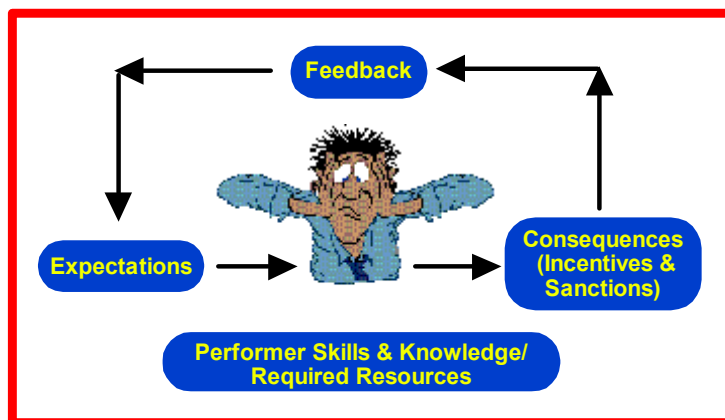 Feedback
Expectations
Consequences
(Incentives &
Sanctions)
Performer Skills & Knowledge/
Required Resources